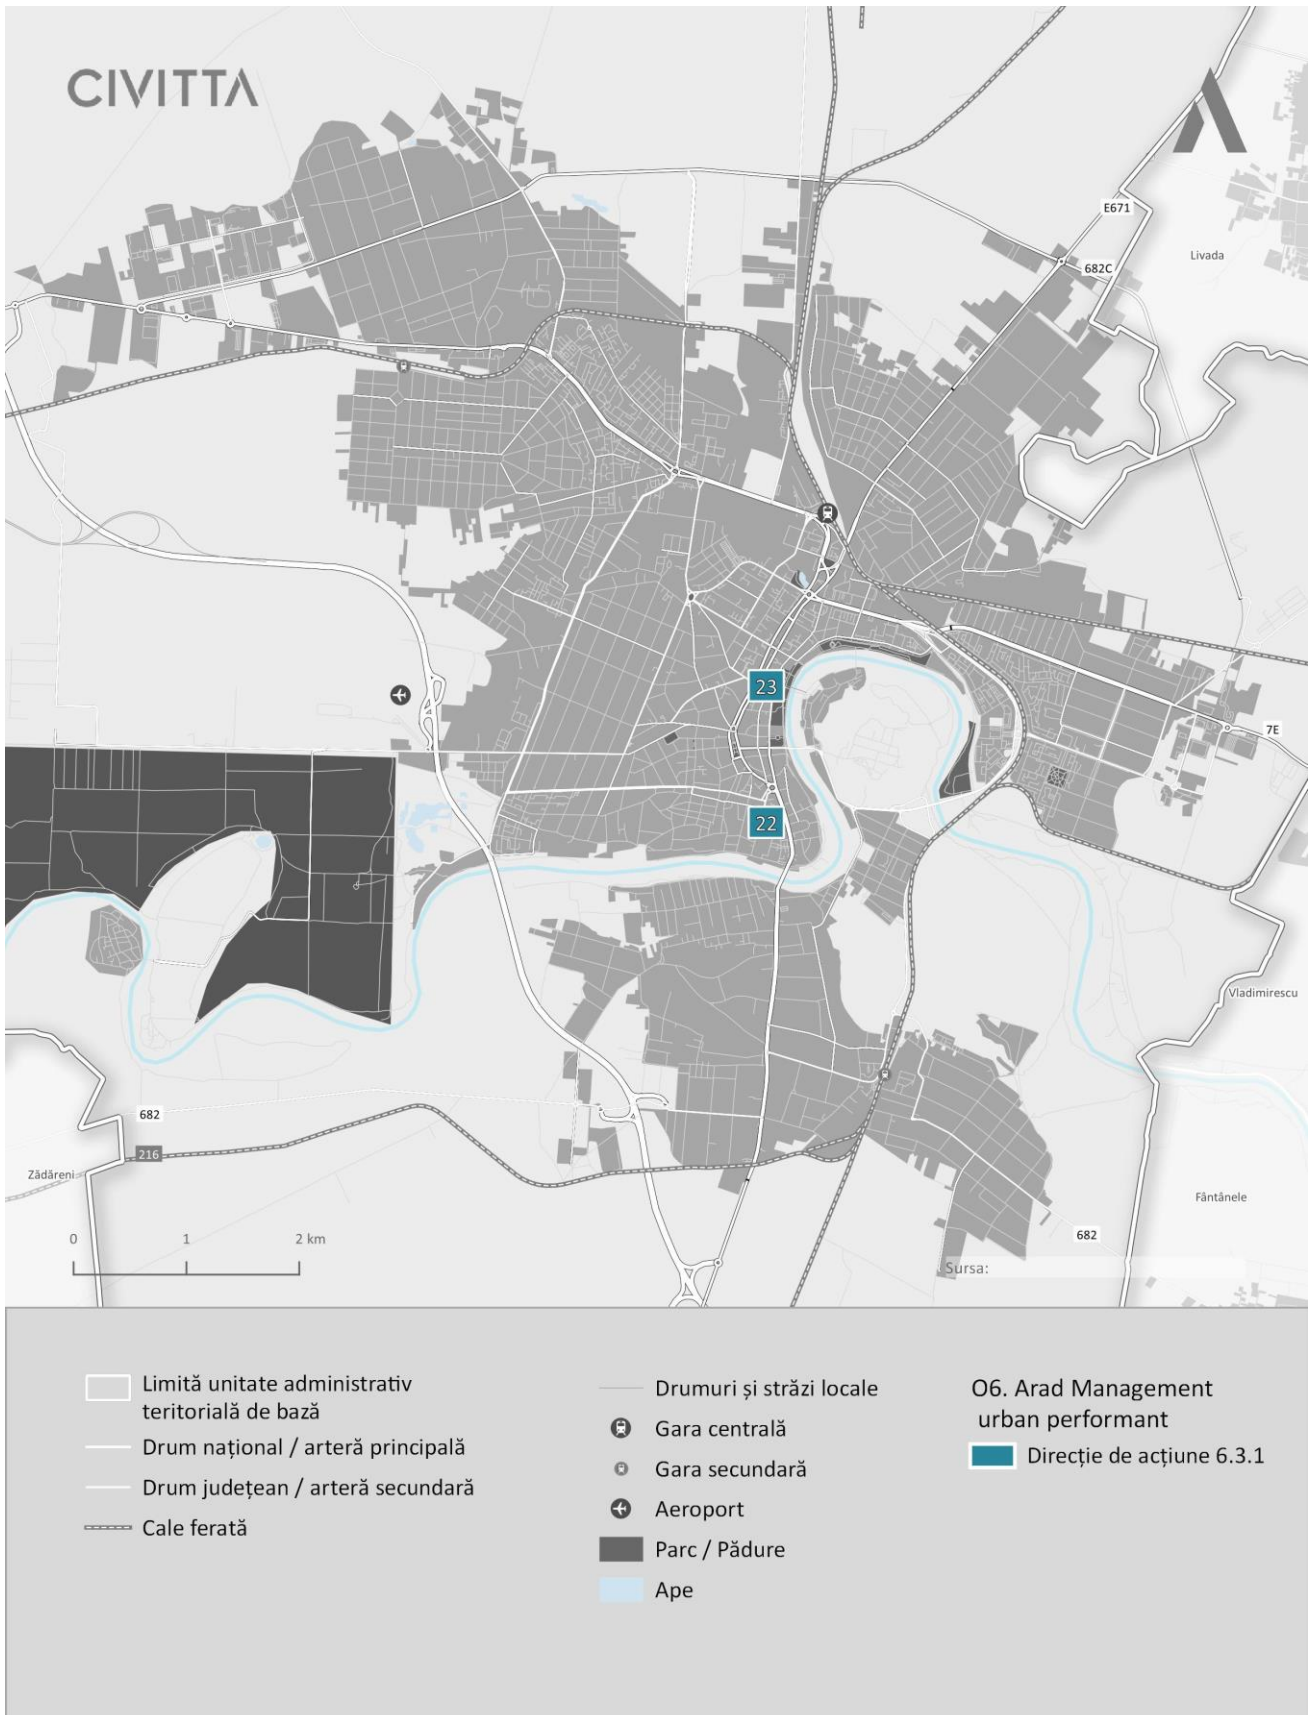 CIVITTA
E671
682C
Livada
23
7E
22
Vladimirescu
682
216
Zădăreni
Fântânele
0 1 2 km
682
Sursa:
Limită unitate administrativ
teritorială de bază
Drum național / arteră principală
Drum județean / arteră secundară
Cale ferată
Drumuri și străzi locale
Gara centrală
Gara secundară
Aeroport
Parc / Pădure
Ape
O6. Arad Management
urban performant
Direcție de acțiune 6.3.1